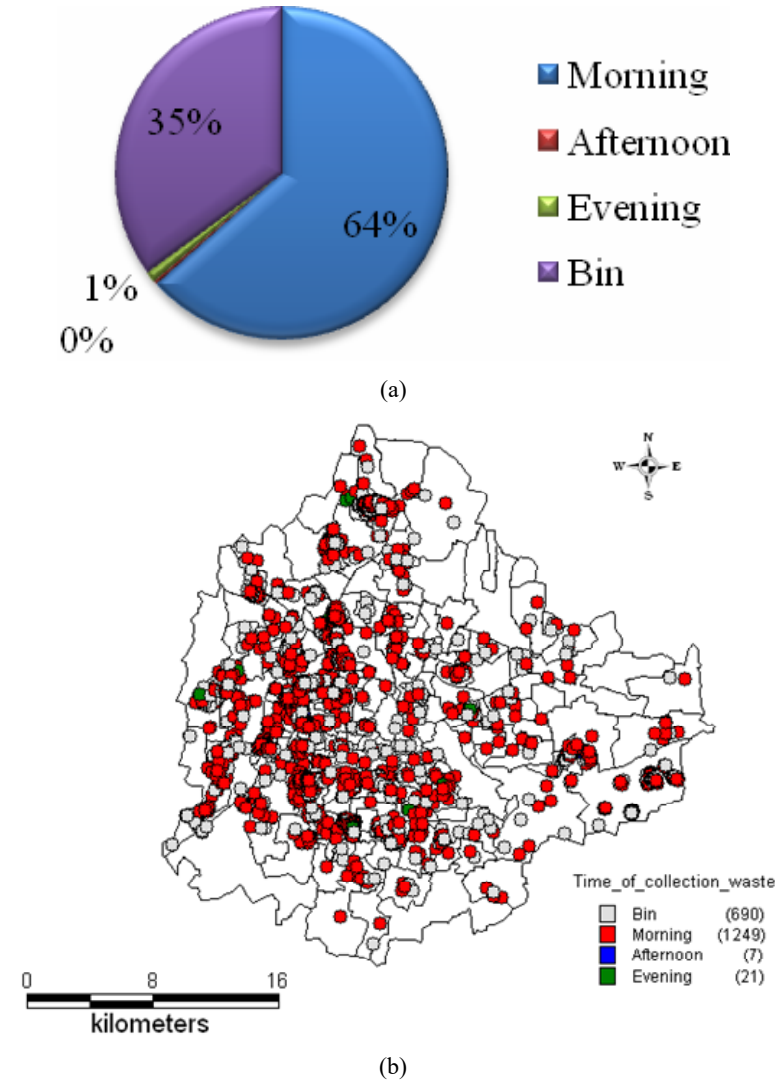 35%
64%
1%
0%
Morning
Afternoon
Evening
Bin
(a)
N
W E
S
Time_of_collection_waste
Bin (690)
Morning (1249)
Afternoon (7)
Evening (21)
0 8 16
kilometers
(b)